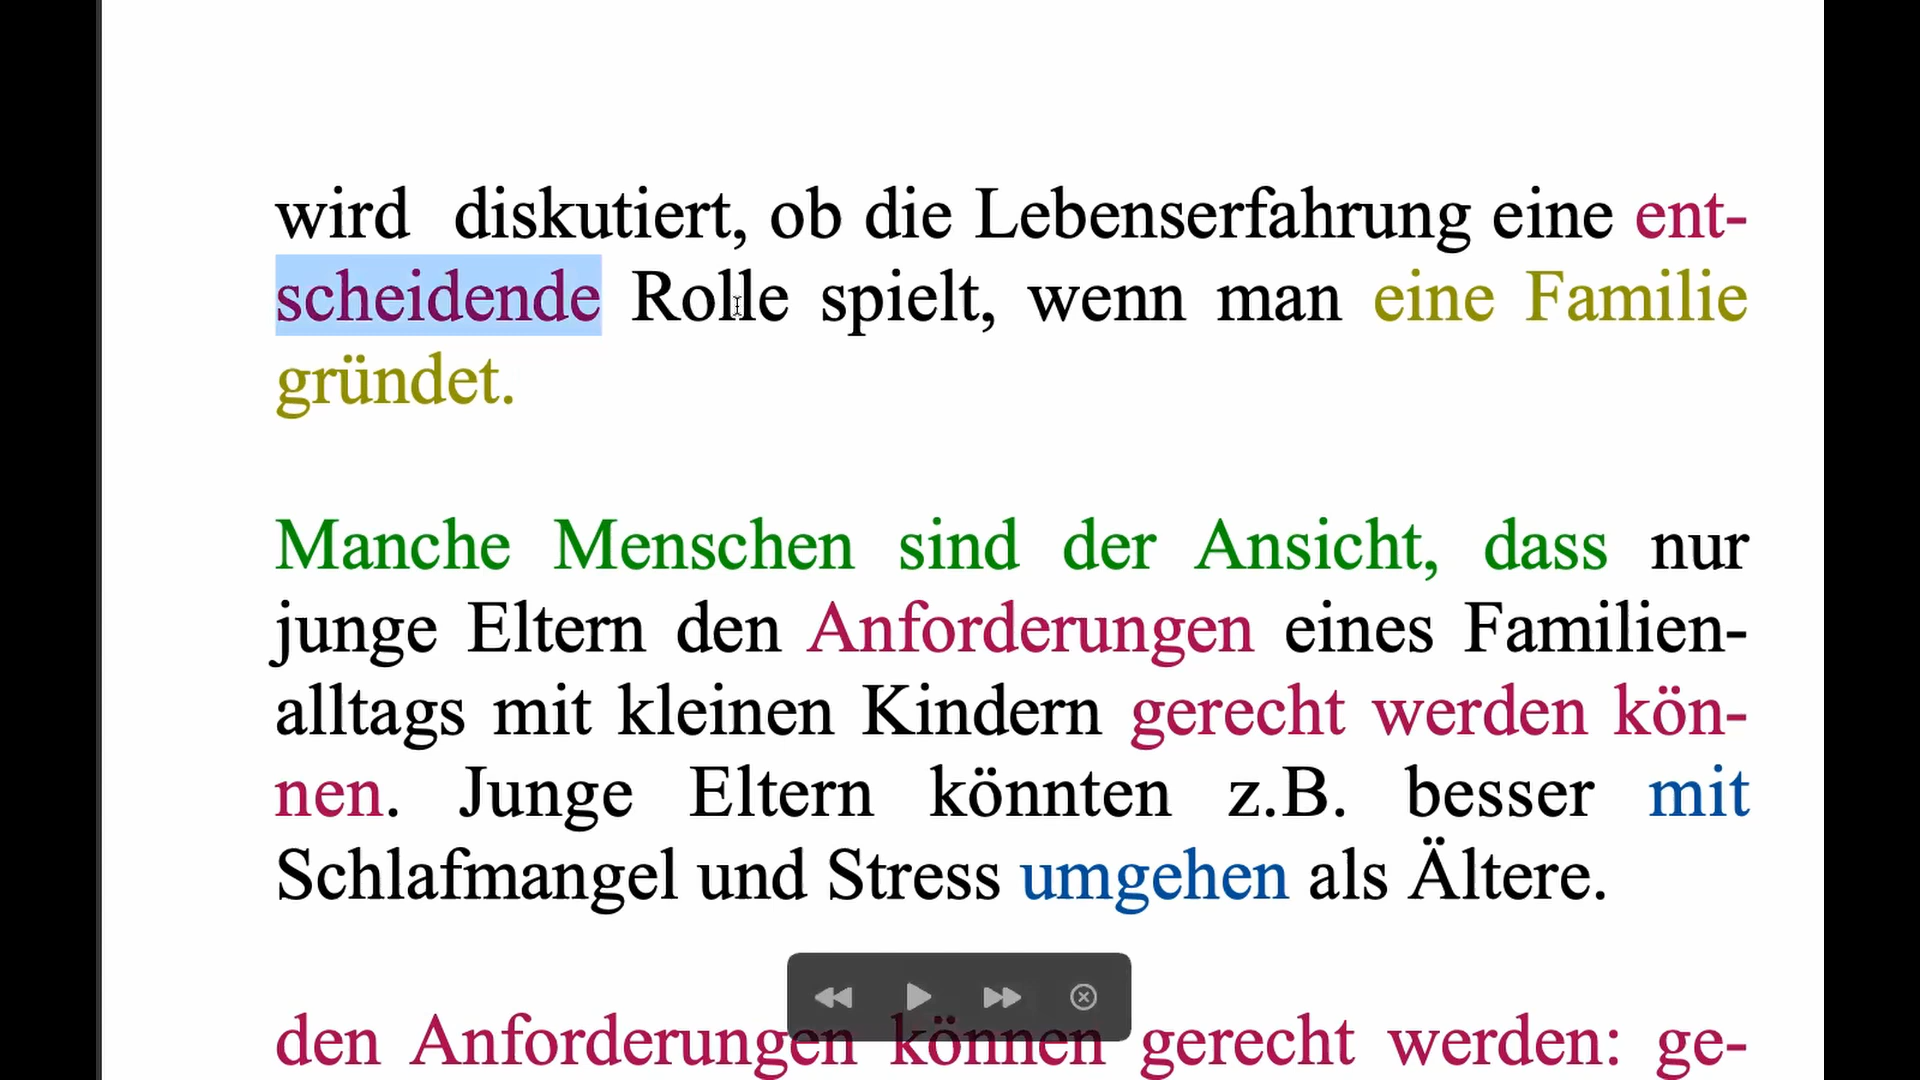 wird diskutiert, ob die Lebenserfahrung eine ent-
scheidende Rolle spielt, wenn man eine Familie
gründet.
Manche Menschen sind der Ansicht, dass nur
junge Eltern den Anforderungen eines Familien-
alltags mit kleinen Kindern gerecht werden kön-
nen. Junge Eltern könnten z.B. besser mit
Schlafmangel und Stress umgehen als Ältere.
den Anforderungen können gerecht werden: ge-